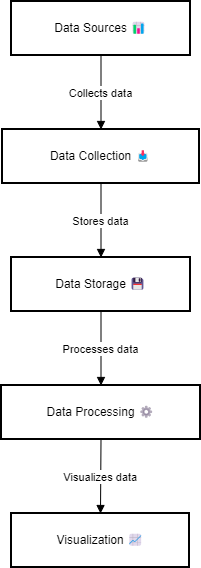 Data Sources 📊
Collects data
Data Collection 📥
Stores data
Data Storage 💾
Processes data
Data Processing ⚙️
Visualizes data
Visualization 📈